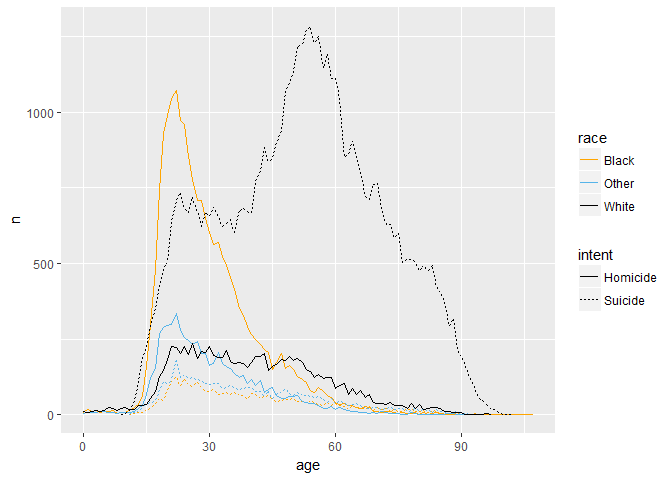 1000
500
0
n
0 30 60 90
age
race
Black
Other
White
intent
Homicide
Suicide